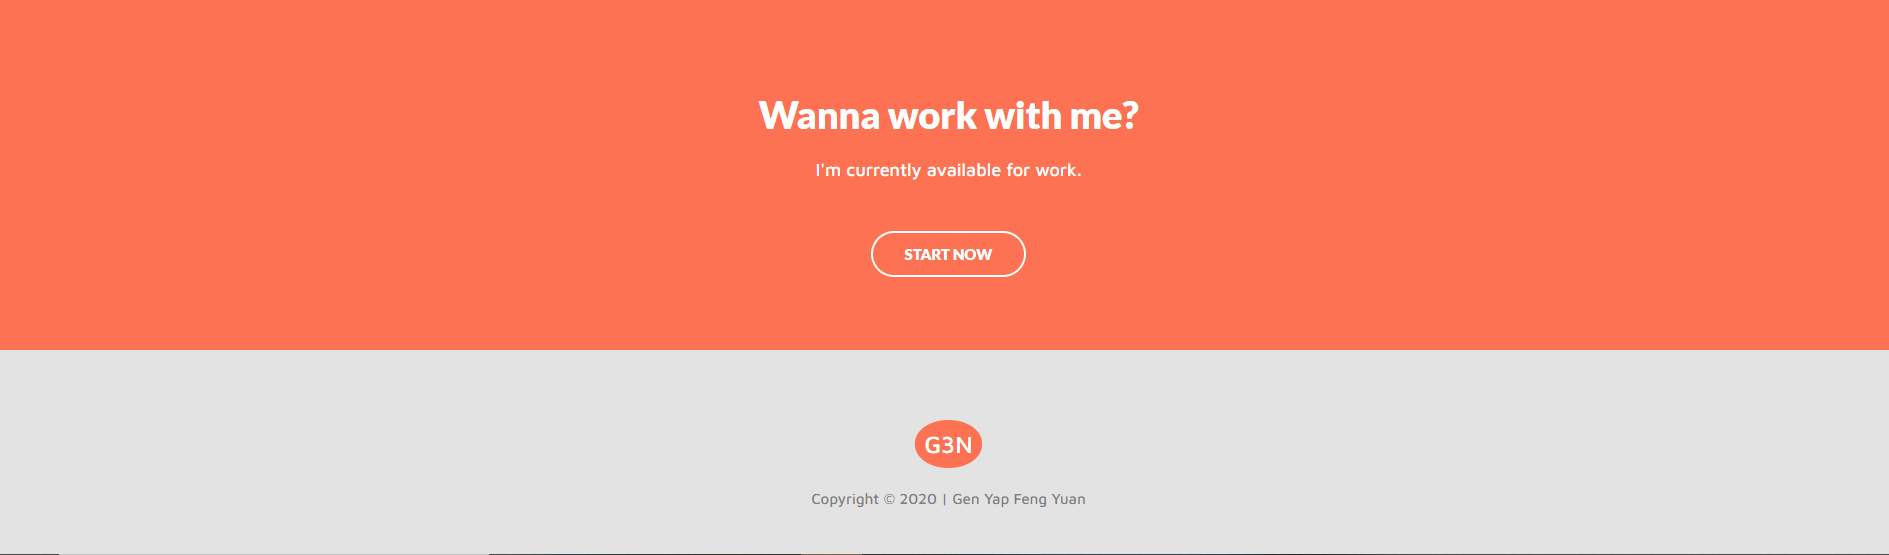 Wanna work with me?
I'm currently available for work.
START NOW
G3N
Copyright © 2020 | Gen Yap Feng Yuan